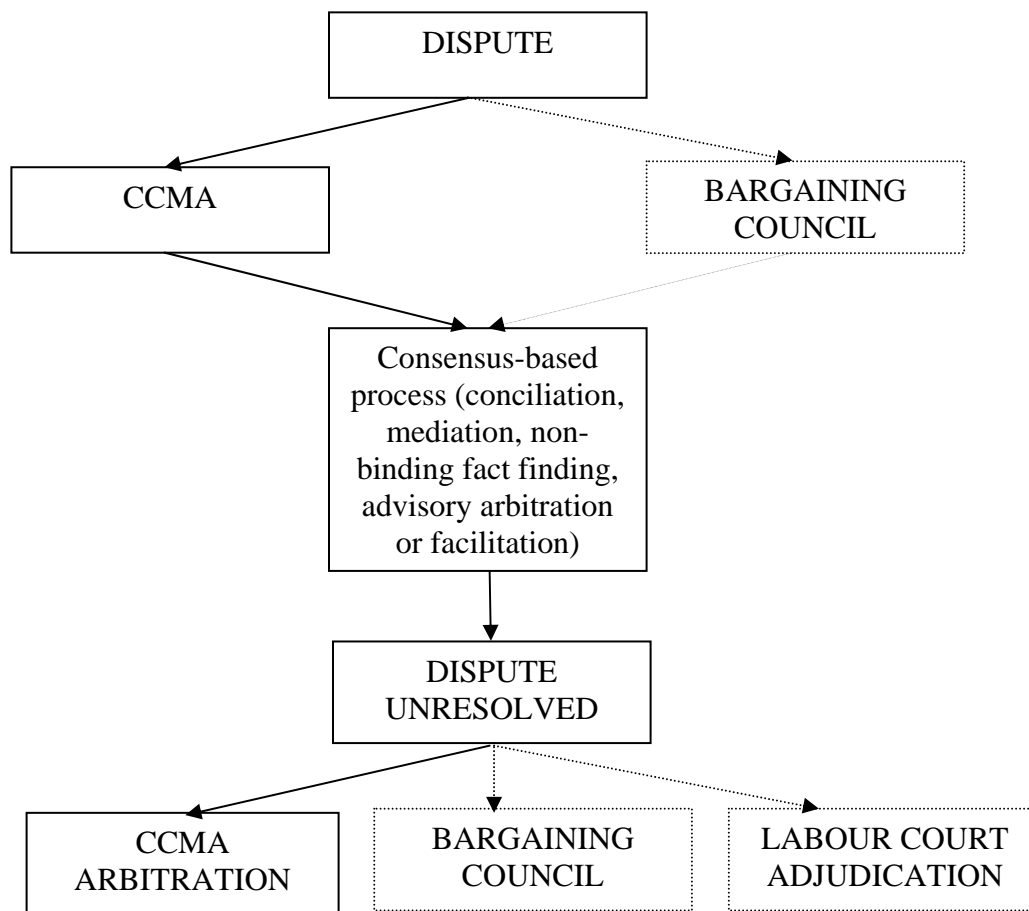 DISPUTE
CCMA
BARGAINING
COUNCIL
Consensus-based
process (conciliation,
mediation, non-
binding fact finding,
advisory arbitration
or facilitation)
DISPUTE
UNRESOLVED
CCMA
ARBITRATION
BARGAINING
COUNCIL
LABOUR COURT
ADJUDICATION